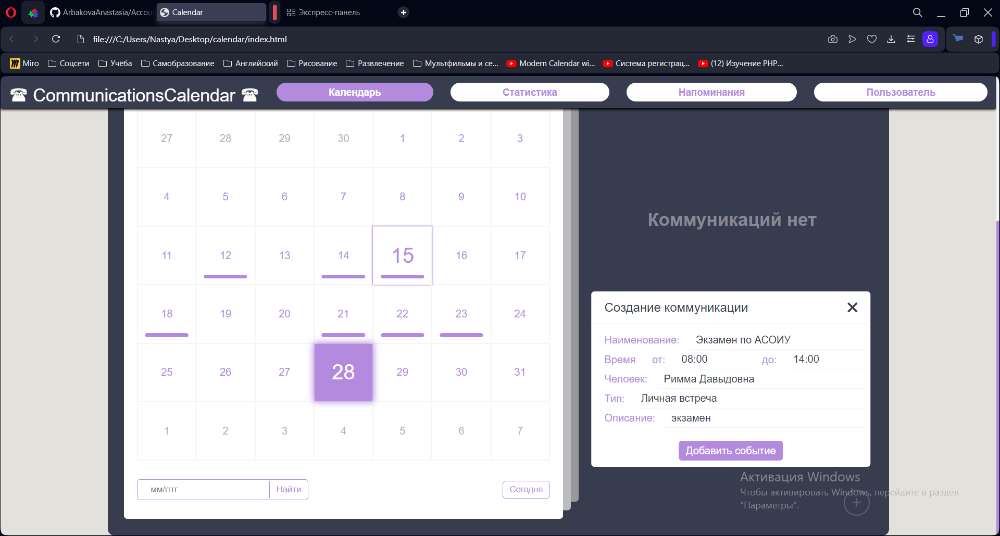 ArbakovaAnastasia/Accou
Calendar
Экспресс-панель
file:///C:/Users/Nastya/Desktop/calendar/index.html
Miro
Соцсети
Учёба
Самобразование
Английский
Рисование
Развлечение
Мультфильмы и се...
Modern Calendar wi...
Система регистрац...
(12) Изучение PHP...
☎ CommunicationsCalendar ☎
Календарь
Статистика
Напоминания
Пользователь
27 28 29 30 1 2 3
4 5 6 7 8 9 10
11 12 13 14 15 16 17
18 19 20 21 22 23 24
25 26 27 28 29 30 31
1 2 3 4 5 6 7
мм/гггг
Найти
Сегодня
Коммуникаций нет
Создание коммуникации
Наименование: Экзамен по АСОИУ
Время от: 08:00 до: 14:00
Человек: Римма Давыдовна
Тип: Личная встреча
Описание: экзамен
Добавить событие
Активация Windows
Чтобы активировать Windows, перейдите в раздел
"Параметры".